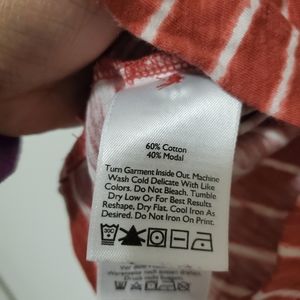 60% Cotton
40% Modal
Turn Garment Inside Out. Machine
Wash Cold Delicate With Like
Colors. Do Not Bleach. Tumble
Dry Low Or For Best Results
Reshape, Dry Flat. Cool Iron As
Desired. Do Not Iron On Print.